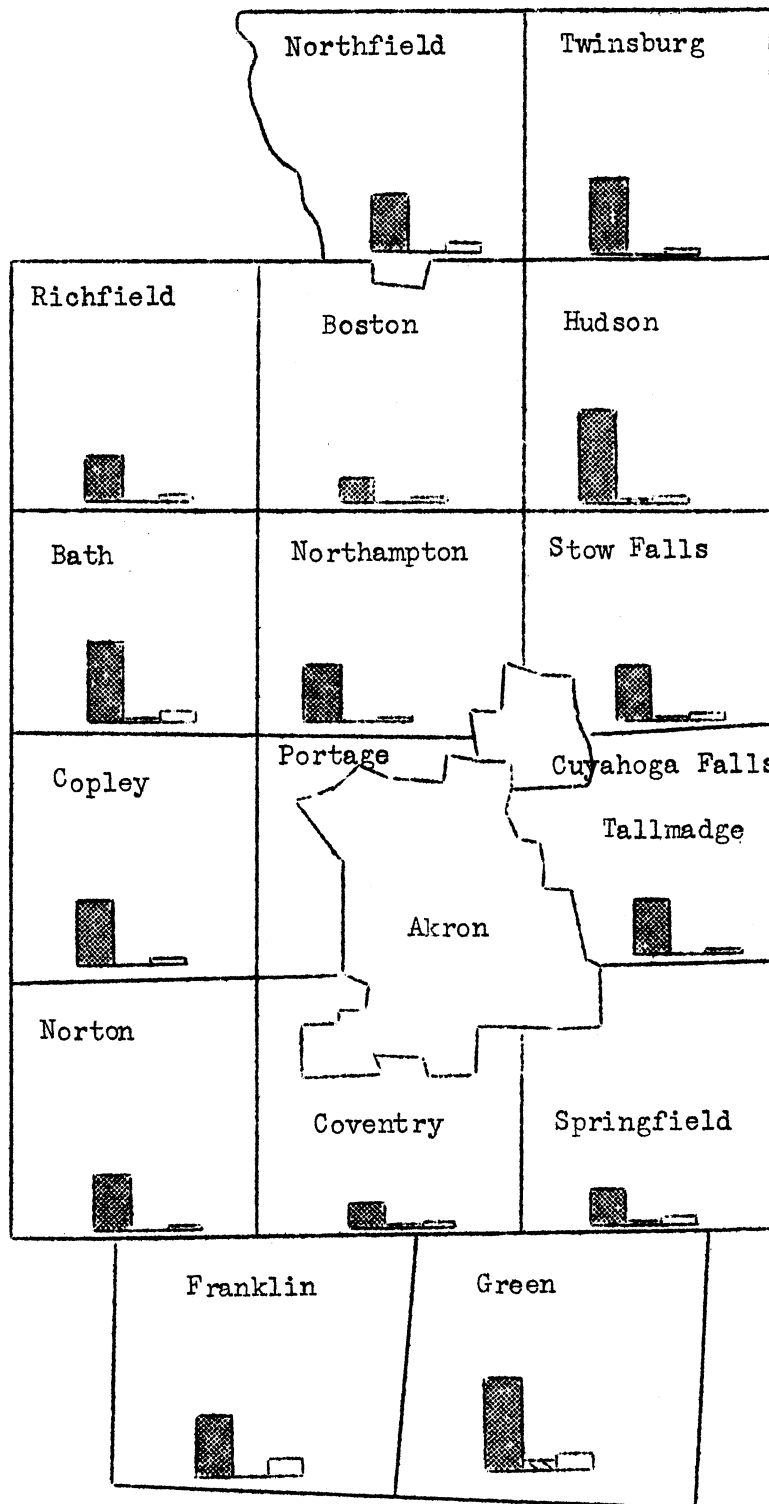 Northfield
Twinsburg
Richfield
Boston
Hudson
Bath
Northampton
Stow Falls
Copley
Portage
Cuyahoga Falls
Tallmadge
Akron
Norton
Coventry
Springfield
Franklin
Green